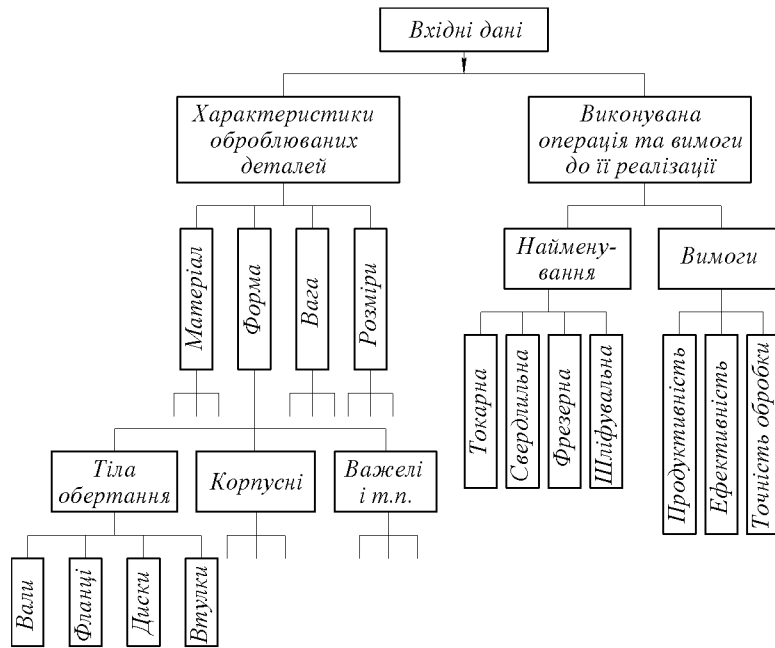 Вхідні дані
Характеристики
оброблюваних
деталей
Виконувана
операція та вимоги
до її реалізації
Матеріал
Форма
Вага
Розміри
Наймену-
вання
Вимоги
Токарна
Свердлильна
Фрезерна
Шліфувальна
Продуктивність
Ефективність
Точність обробки
Тіла
обертання
Корпусні
Важелі
і т.п.
Вали
Фланці
Диски
Втулки